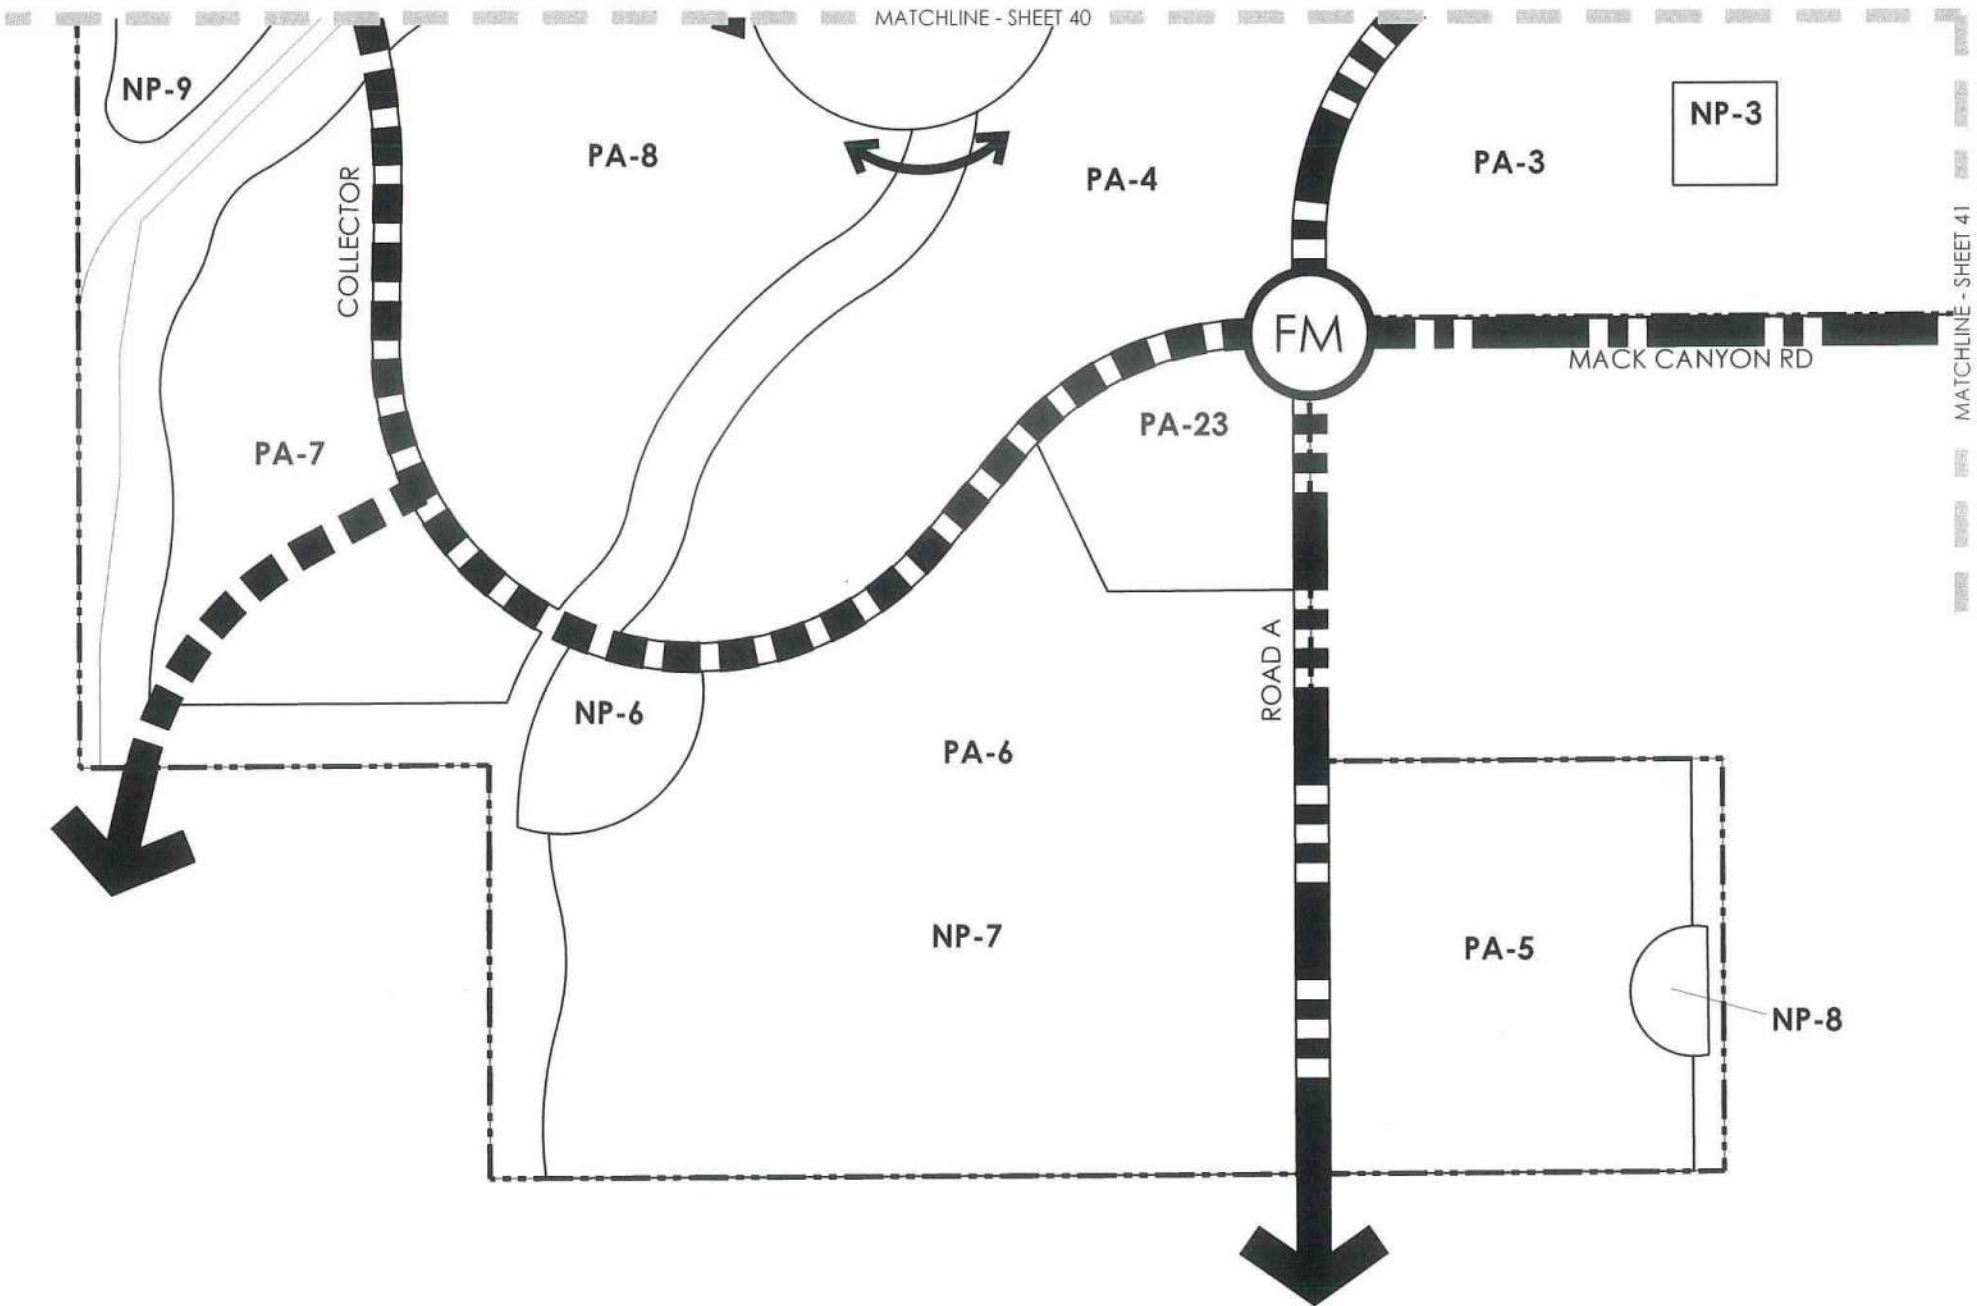 MATCHLINE - SHEET 40
NP-9
NP-3
PA-8
PA-3
PA-4
COLLECTOR
MATCHLINE - SHEET 41
FM
MACK CANYON RD
PA-23
PA-7
ROAD A
NP-6
PA-6
NP-7
PA-5
NP-8